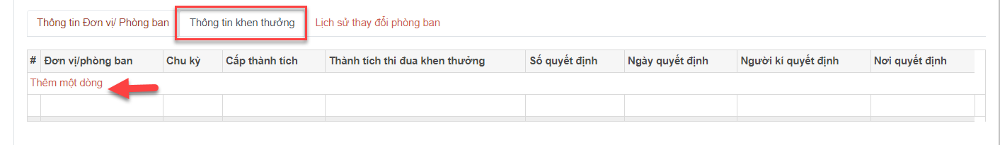 Thông tin Đơn vị/ Phòng ban Thông tin khen thưởng Lịch sử thay đổi phòng ban
# Đơn vị/phòng ban Chu kỳ Cấp thành tích Thành tích thi đua khen thưởng Số quyết định Ngày quyết định Người kí quyết định Nơi quyết định
Thêm một dòng